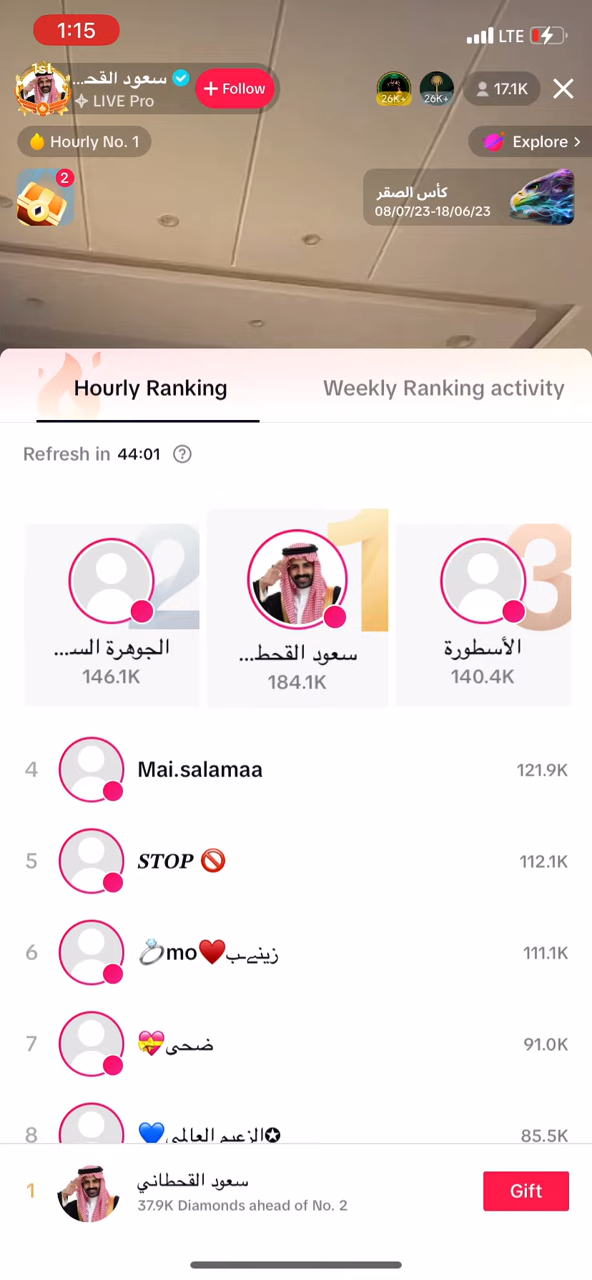 1:15
LTE
1st
سعود القحـ...
+ Follow
26K+
26K+
17.1K
LIVE Pro
Hourly No. 1
Explore >
2
كأس الصقر
08/07/23-18/06/23
Hourly Ranking
Weekly Ranking activity
Refresh in 44:01 ?
2
1
3
الجوهرة السـ...
146.1K
سعود القحطـ...
184.1K
الأسطورة
140.4K
4 Mai.salamaa 121.9K
5 STOP 🚫 112.1K
6 💍mo❤️زينےـب 111.1K
7 💝ضحى 91.0K
8 💙الزعيم العالمي✪ 85.5K
1 سعود القحطاني
37.9K Diamonds ahead of No. 2
Gift